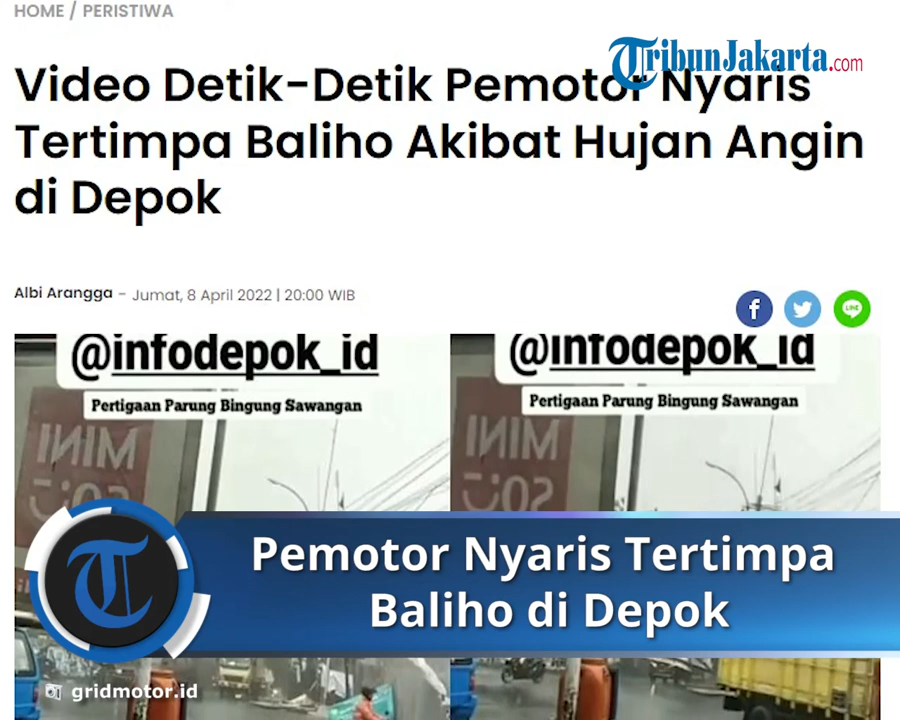 HOME / PERISTIWA
TribunJakarta.com
Video Detik-Detik Pemotor Nyaris
Tertimpa Baliho Akibat Hujan Angin
di Depok
Albi Arangga - Jumat, 8 April 2022 | 20:00 WIB
f
LINE
@infodepok_id
Pertigaan Parung Bingung Sawangan
MINI
@infodepok_id
Pertigaan Parung Bingung Sawangan
MINI
T
Pemotor Nyaris Tertimpa
Baliho di Depok
gridmotor.id